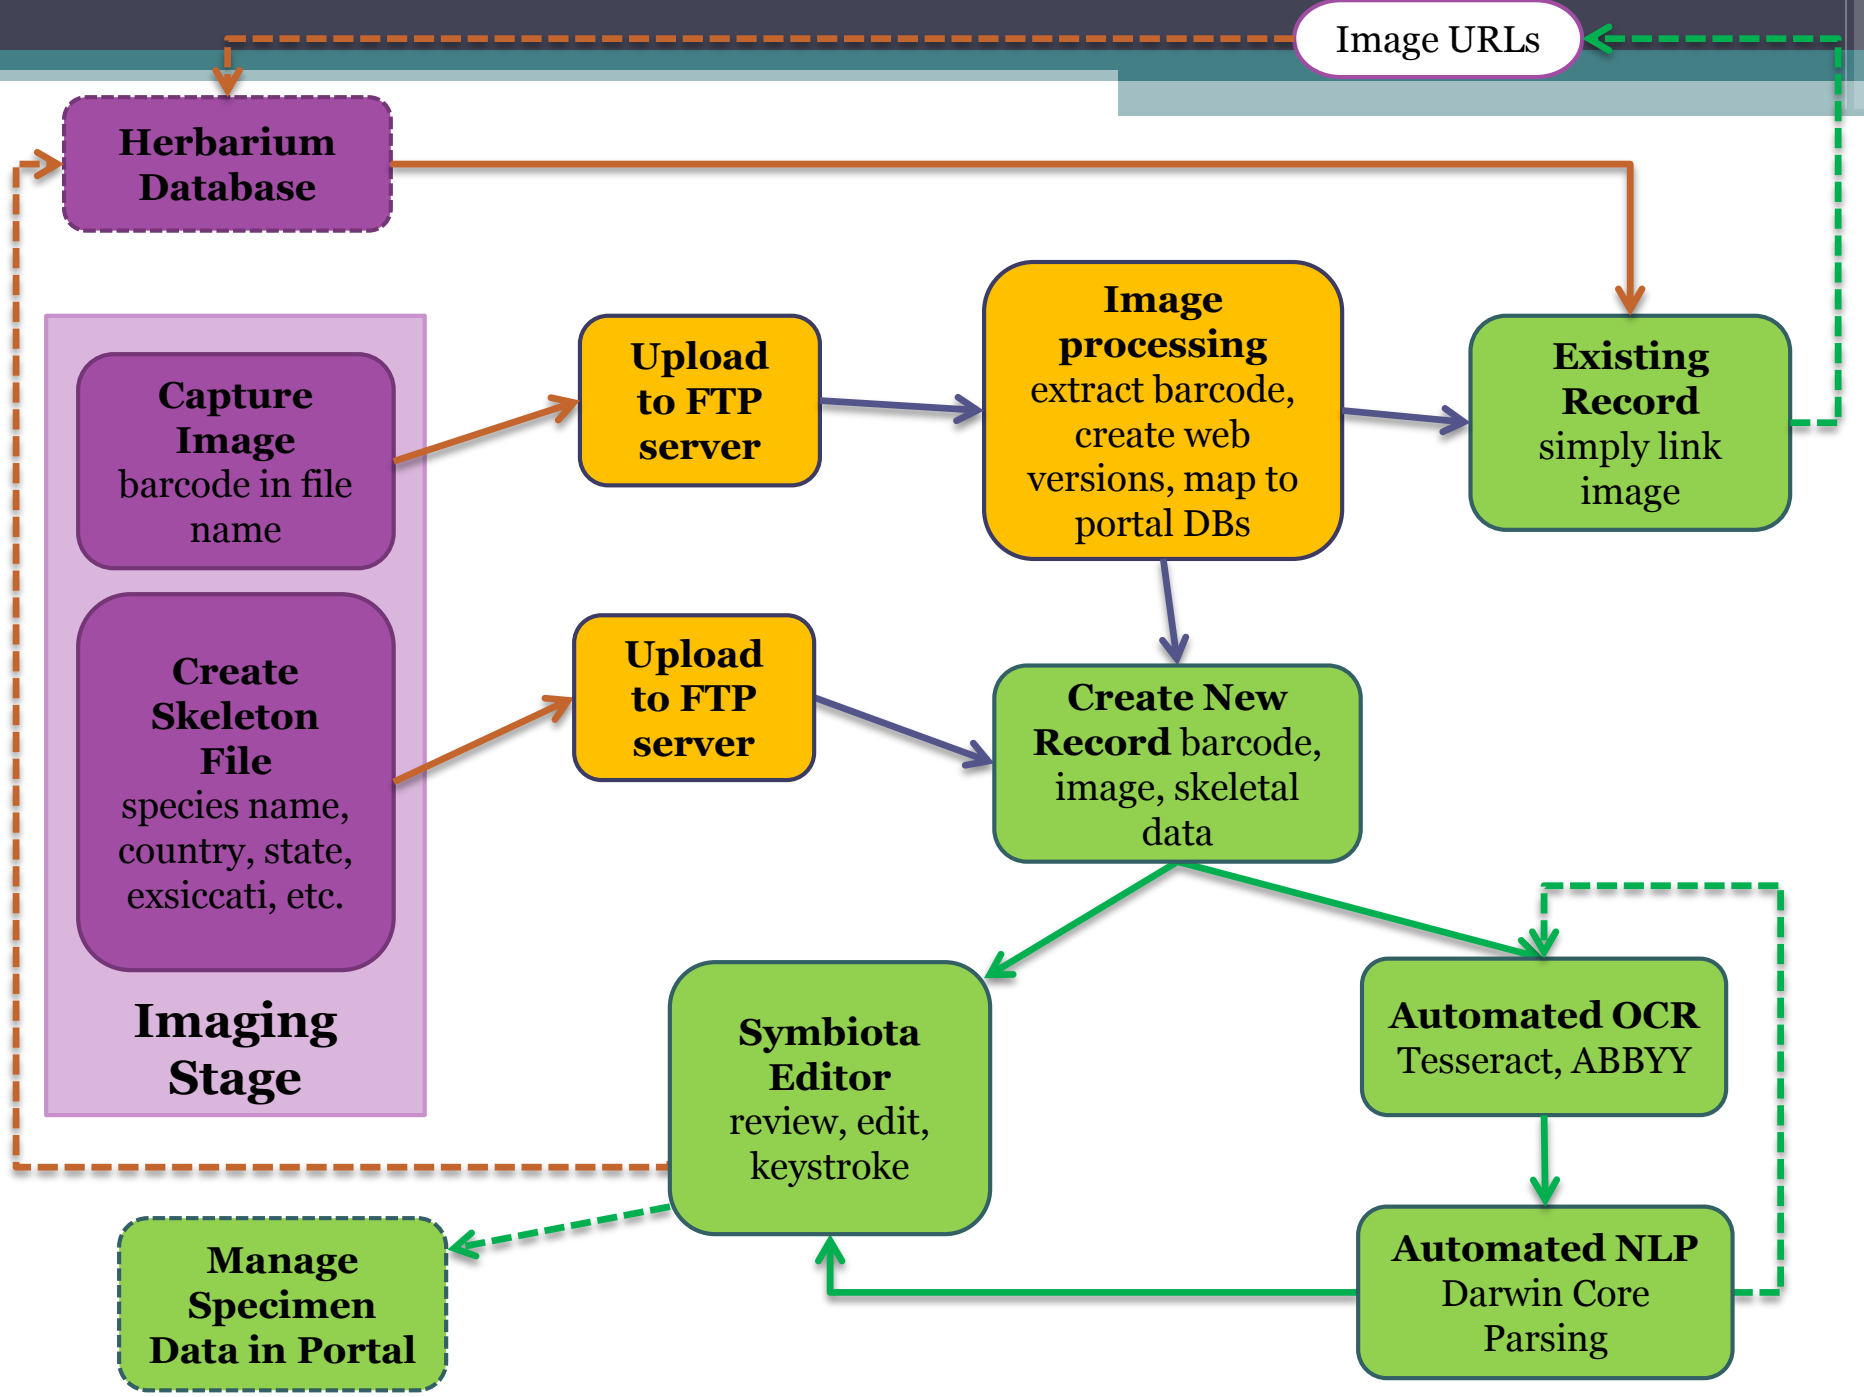 Image URLs
Herbarium
Database
Capture
Image
barcode in file
name
Create
Skeleton
File
species name,
country, state,
exsiccati, etc.
Imaging
Stage
Upload
to FTP
server
Upload
to FTP
server
Image
processing
extract barcode,
create web
versions, map to
portal DBs
Existing
Record
simply link
image
Create New
Record barcode,
image, skeletal
data
Symbiota
Editor
review, edit,
keystroke
Automated OCR
Tesseract, ABBYY
Automated NLP
Darwin Core
Parsing
Manage
Specimen
Data in Portal